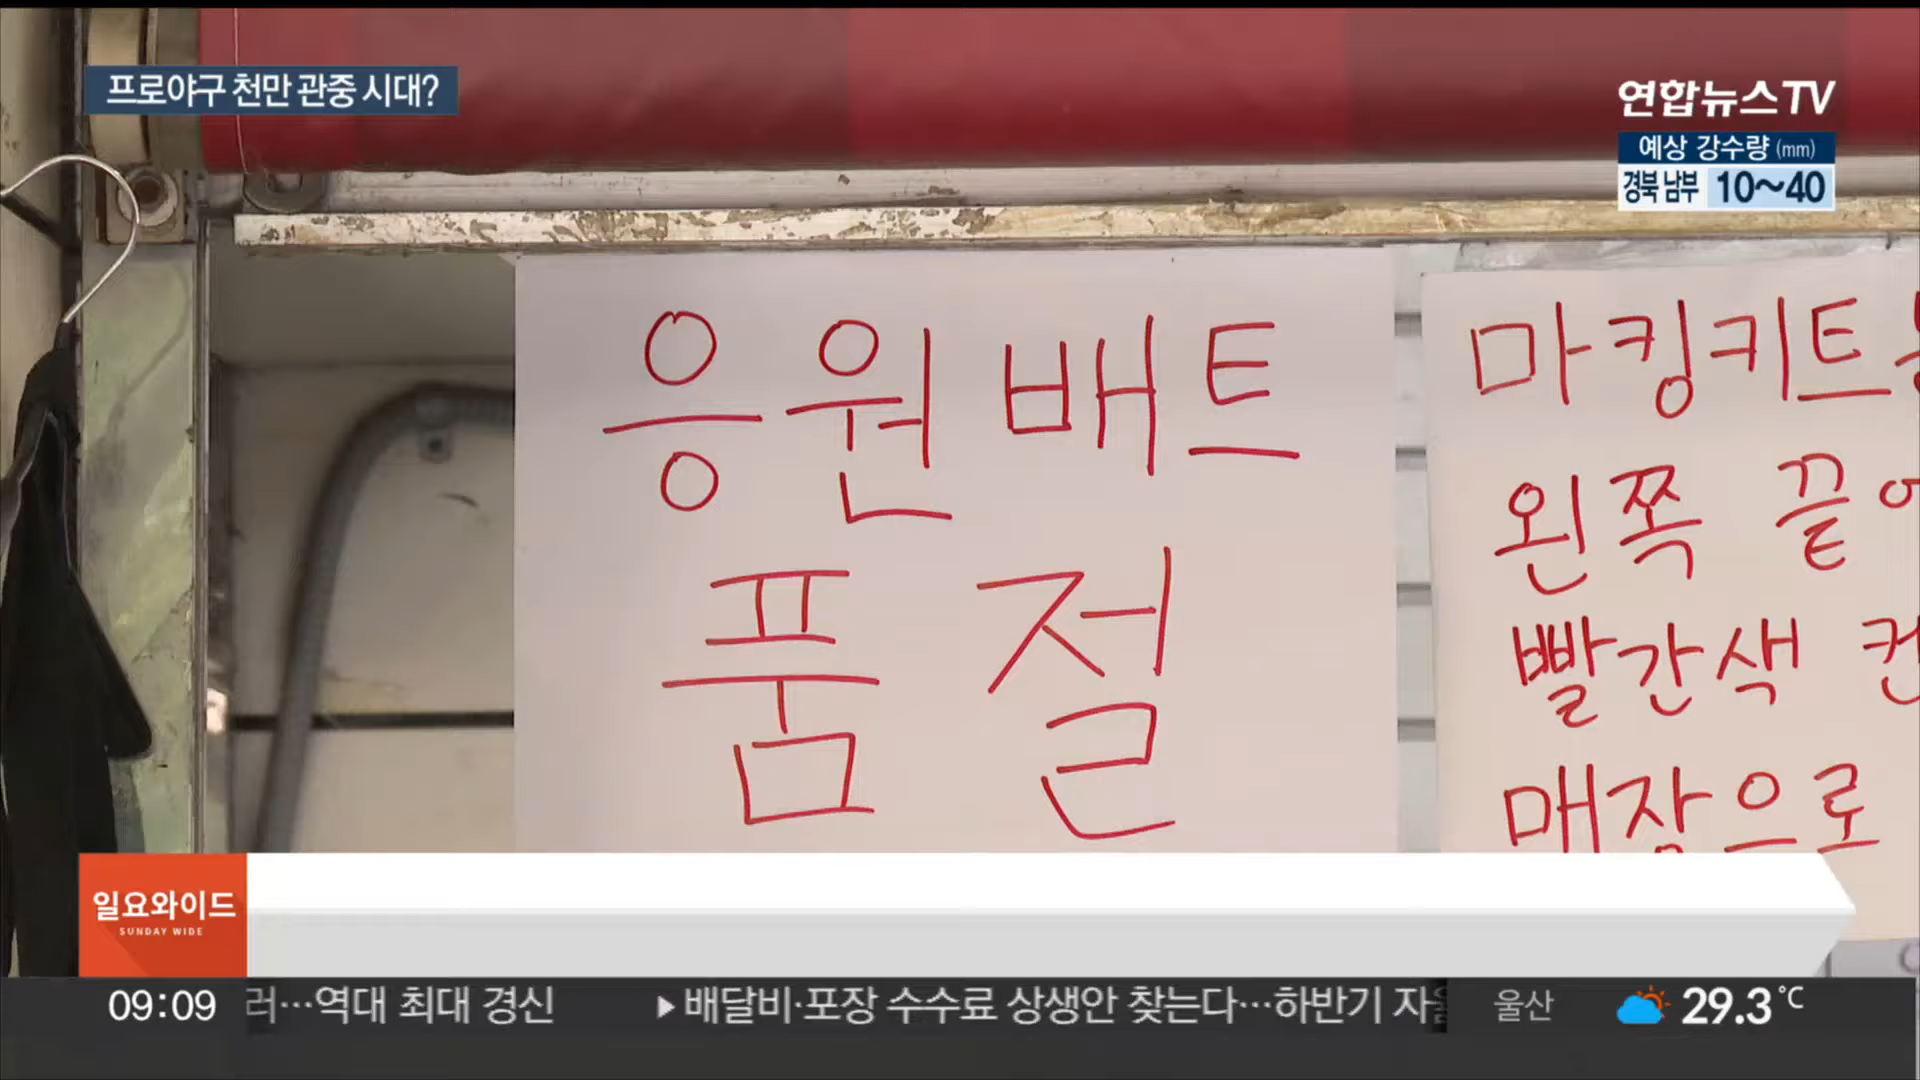 프로야구 천만 관중 시대?
연합뉴스TV
예상 강수량 (mm)
경북 남부 10~40
응원배트
품절
마킹키트
왼쪽 끝
빨간색
매장으로
일요와이드
SUNDAY WIDE
09:09 러…역대 최대 경신 ▶배달비·포장 수수료 상생안 찾는다…하반기 자 울산 29.3℃